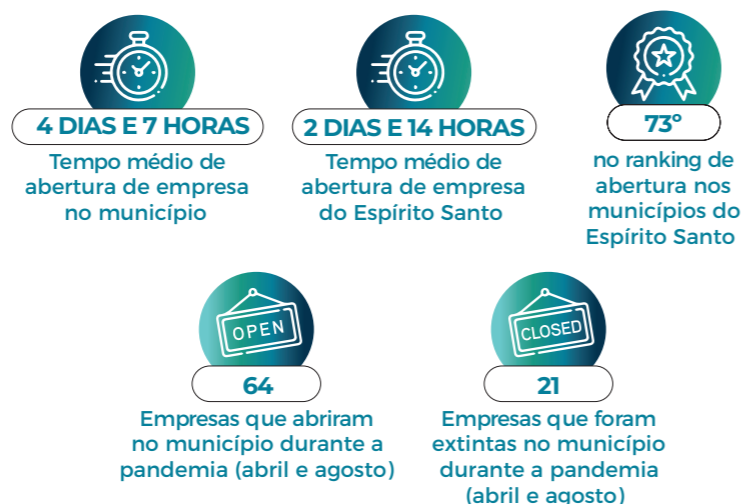 4 DIAS E 7 HORAS
Tempo médio de
abertura de empresa
no município
2 DIAS E 14 HORAS
Tempo médio de
abertura de empresa
do Espírito Santo
73º
no ranking de
abertura nos
municípios do
Espírito Santo
OPEN
64
Empresas que abriram
no município durante a
pandemia (abril e agosto)
CLOSED
21
Empresas que foram
extintas no município
durante a pandemia
(abril e agosto)